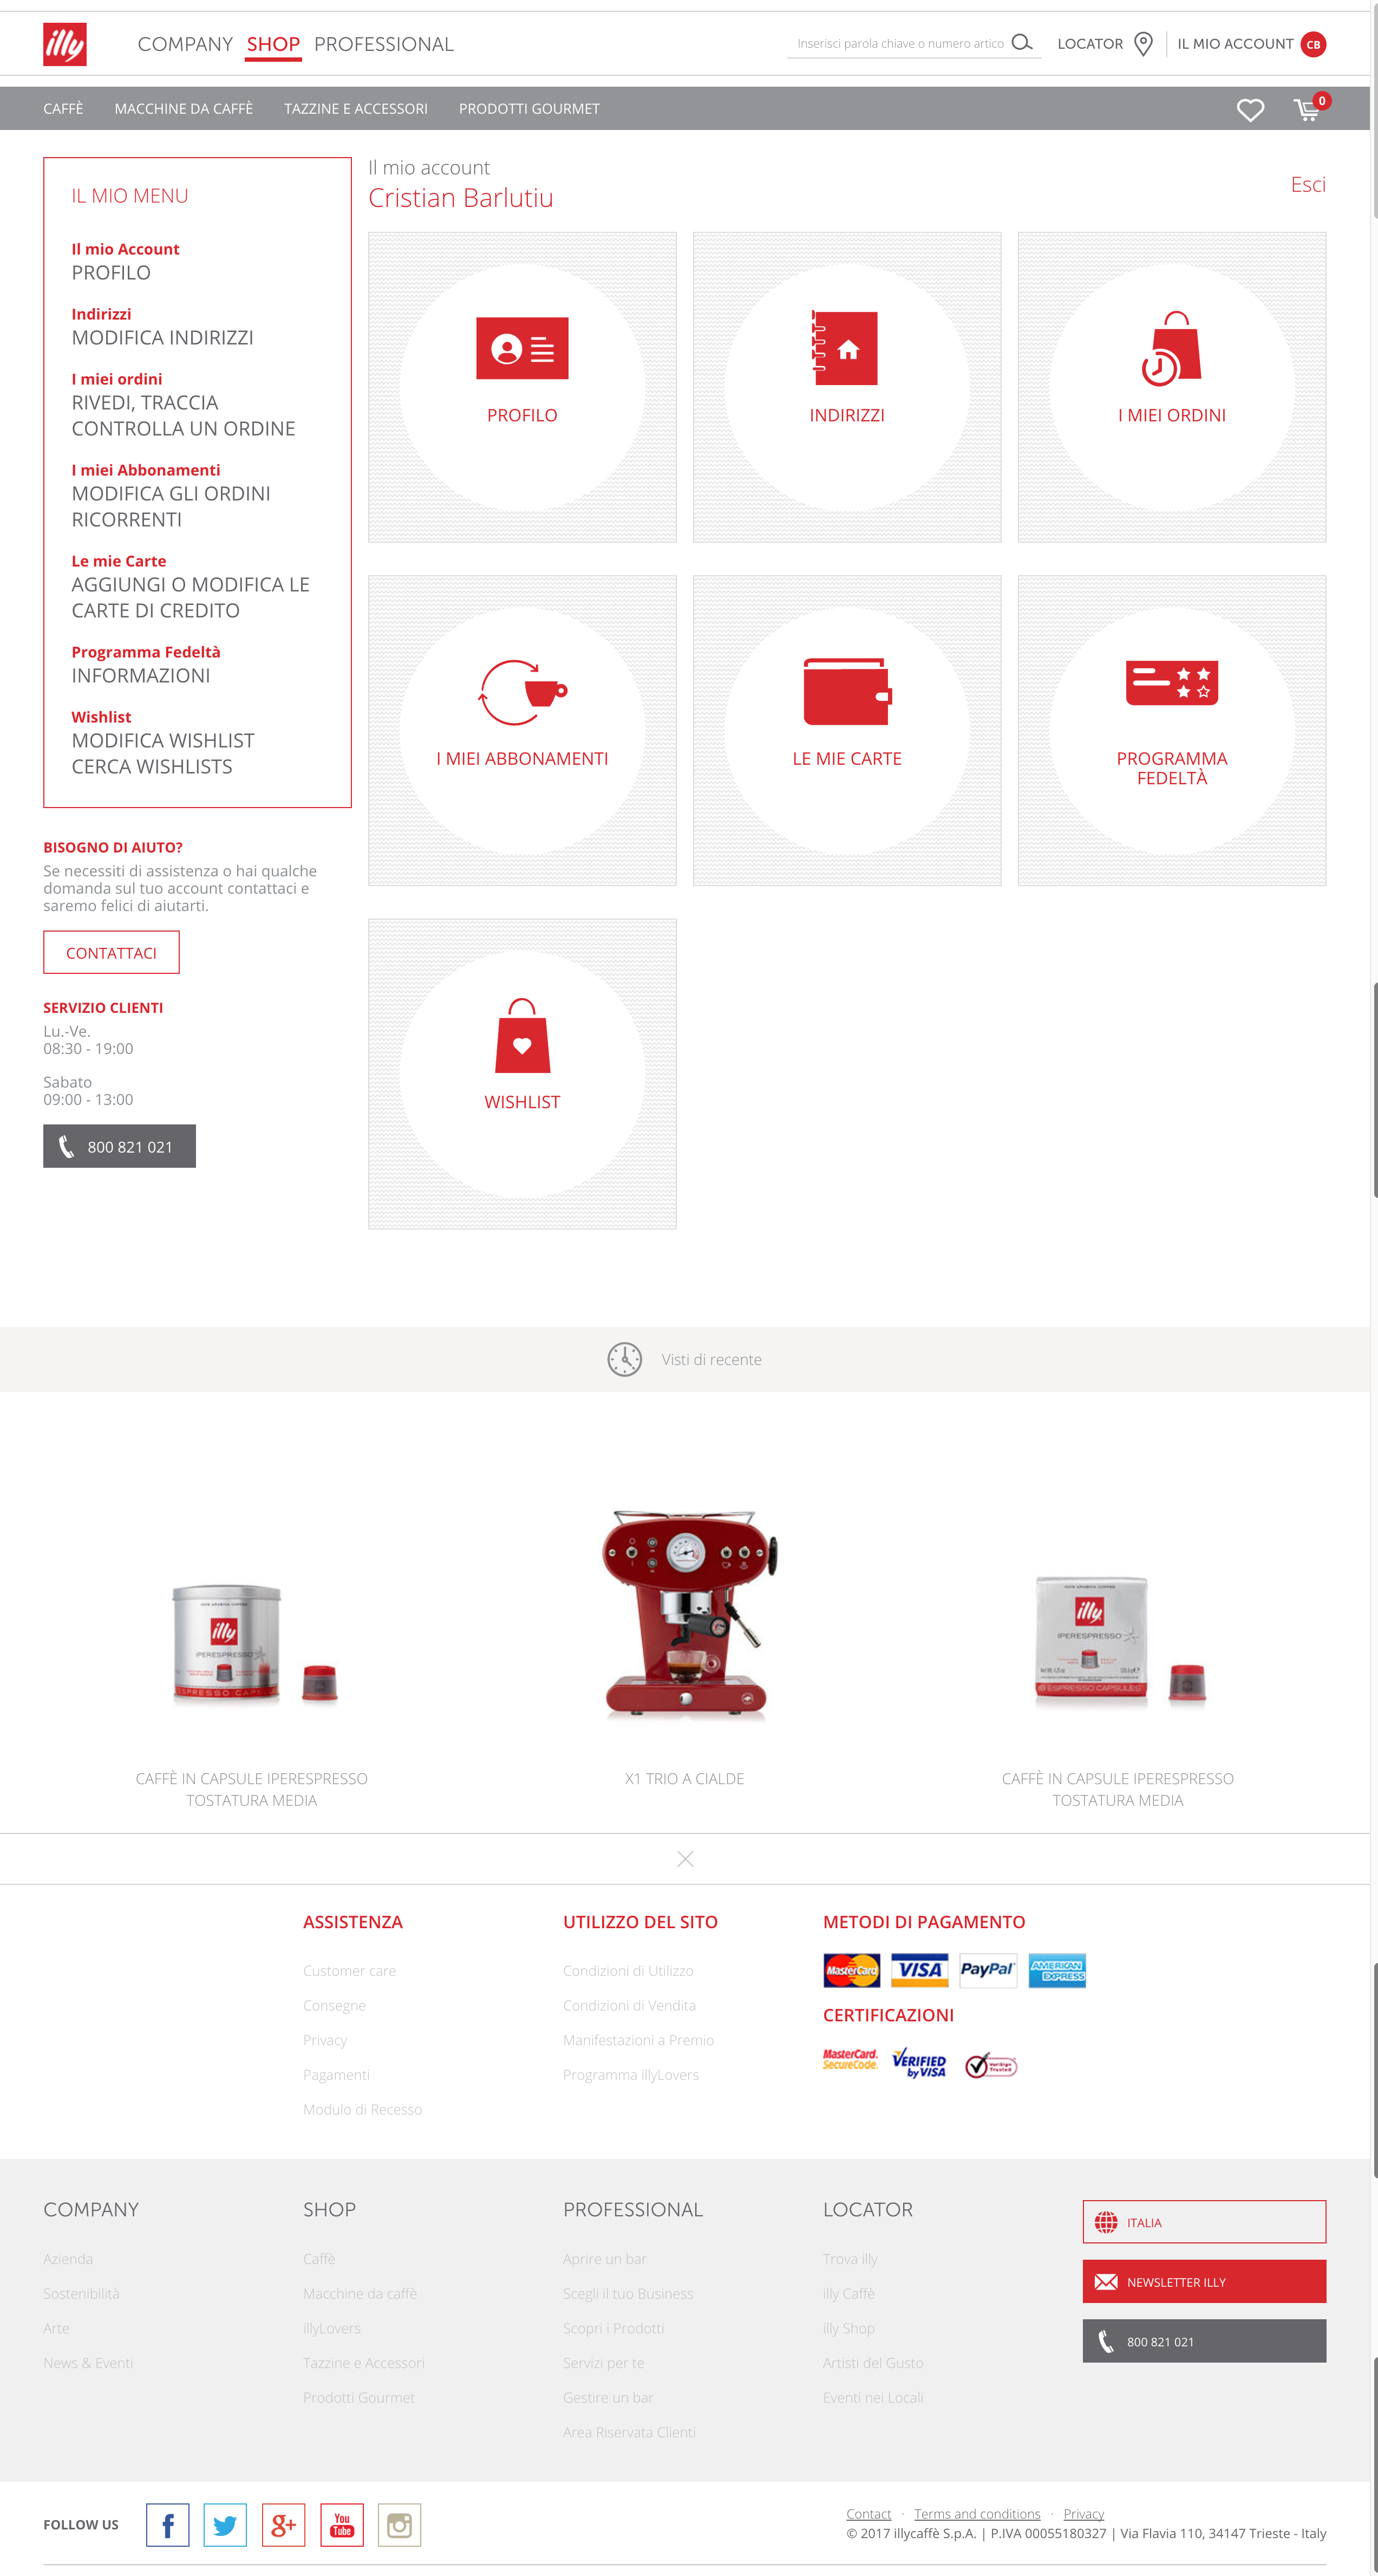 illy
COMPANY SHOP PROFESSIONAL
Inserisci parola chiave o numero artico
LOCATOR
IL MIO ACCOUNT CB
CAFFÈ MACCHINE DA CAFFÈ TAZZINE E ACCESSORI PRODOTTI GOURMET
0
IL MIO MENU
Il mio Account
PROFILO
Indirizzi
MODIFICA INDIRIZZI
I miei ordini
RIVEDI, TRACCIA
CONTROLLA UN ORDINE
I miei Abbonamenti
MODIFICA GLI ORDINI
RICORRENTI
Le mie Carte
AGGIUNGI O MODIFICA LE
CARTE DI CREDITO
Programma Fedeltà
INFORMAZIONI
Wishlist
MODIFICA WISHLIST
CERCA WISHLISTS
BISOGNO DI AIUTO?
Se necessiti di assistenza o hai qualche
domanda sul tuo account contattaci e
saremo felici di aiutarti.
CONTATTACI
SERVIZIO CLIENTI
Lu.-Ve.
08:30 - 19:00
Sabato
09:00 - 13:00
800 821 021
Il mio account
Cristian Barlutiu
Esci
PROFILO
INDIRIZZI
I MIEI ORDINI
I MIEI ABBONAMENTI
LE MIE CARTE
PROGRAMMA
FEDELTÀ
WISHLIST
Visti di recente
illy
IPERESPRESSO
illy
IPERESPRESSO
CAFFÈ IN CAPSULE IPERESPRESSO
TOSTATURA MEDIA
X1 TRIO A CIALDE
CAFFÈ IN CAPSULE IPERESPRESSO
TOSTATURA MEDIA
ASSISTENZA
Customer care
Consegne
Privacy
Pagamenti
Modulo di Recesso
UTILIZZO DEL SITO
Condizioni di Utilizzo
Condizioni di Vendita
Manifestazioni a Premio
Programma illyLovers
METODI DI PAGAMENTO
MasterCard VISA PayPal AMERICAN
EXPRESS
CERTIFICAZIONI
MasterCard.
SecureCode.
VERIFIED
by VISA
VeriSign
Trusted
COMPANY
Azienda
Sostenibilità
Arte
News & Eventi
SHOP
Caffè
Macchine da caffè
illyLovers
Tazzine e Accessori
Prodotti Gourmet
PROFESSIONAL
Aprire un bar
Scegli il tuo Business
Scopri i Prodotti
Servizi per te
Gestire un bar
Area Riservata Clienti
LOCATOR
Trova illy
illy Caffè
illy Shop
Artisti del Gusto
Eventi nei Locali
ITALIA
NEWSLETTER ILLY
800 821 021
FOLLOW US
f
g+
You
Tube
Contact · Terms and conditions · Privacy
© 2017 illycaffè S.p.A. | P.IVA 00055180327 | Via Flavia 110, 34147 Trieste - Italy